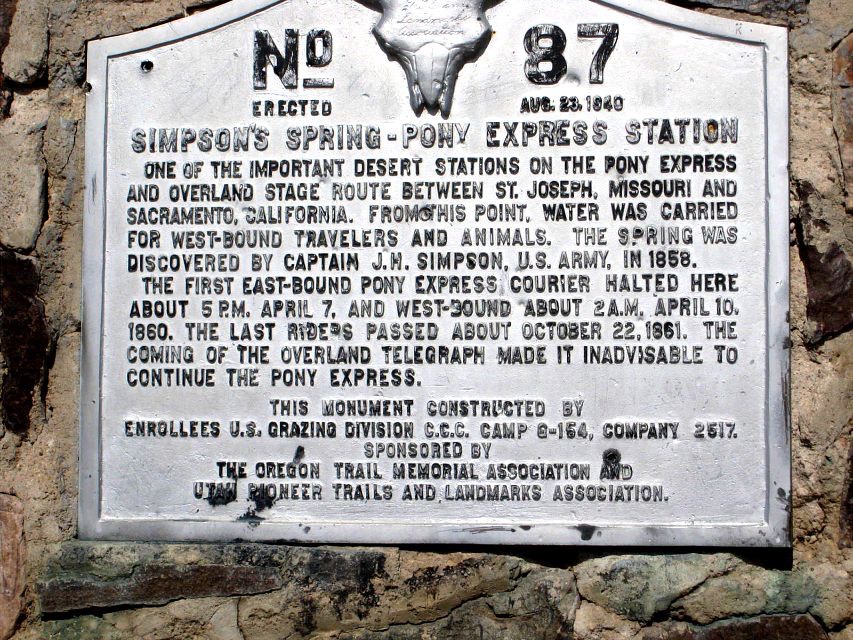 Nº 87
ERECTED AUG. 23. 1940
SIMPSON'S SPRING-PONY EXPRESS STATION
ONE OF THE IMPORTANT DESERT STATIONS ON THE PONY EXPRESS
AND OVERLAND STAGE ROUTE BETWEEN ST. JOSEPH, MISSOURI AND
SACRAMENTO, CALIFORNIA. FROM THIS POINT, WATER WAS CARRIED
FOR WEST-BOUND TRAVELERS AND ANIMALS. THE SPRING WAS
DISCOVERED BY CAPTAIN J.H. SIMPSON, U.S. ARMY, IN 1858.
THE FIRST EAST-BOUND PONY EXPRESS COURIER HALTED HERE
ABOUT 5 P.M. APRIL 7, AND WEST-BOUND ABOUT 2 A.M. APRIL 10.
1860. THE LAST RIDERS PASSED ABOUT OCTOBER 22, 1861. THE
COMING OF THE OVERLAND TELEGRAPH MADE IT INADVISABLE TO
CONTINUE THE PONY EXPRESS.
THIS MONUMENT CONSTRUCTED BY
ENROLLEES U.S. GRAZING DIVISION C.C.C. CAMP G-154, COMPANY 2517.
SPONSORED BY
THE OREGON TRAIL MEMORIAL ASSOCIATION AND
UTAH PIONEER TRAILS AND LANDMARKS ASSOCIATION.